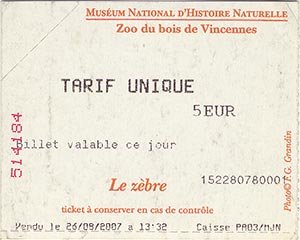 MUSÉUM NATIONAL D'HISTOIRE NATURELLE
Zoo du bois de Vincennes
TARIF UNIQUE
5EUR
514184
Billet valable ce jour
Photo© F.G. Grandin
Le zèbre
15228078000
ticket à conserver en cas de contrôle
Vendu le 26/09/2007 a 13:32 Caisse PA03/MJN